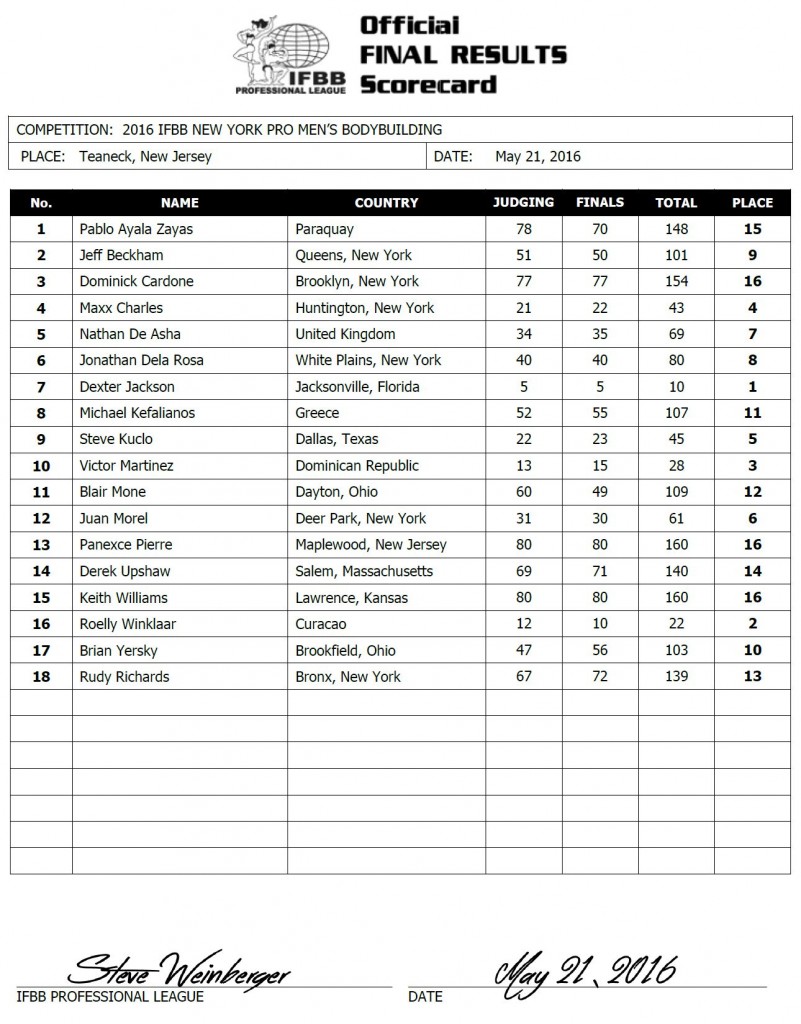 IFBB
PROFESSIONAL LEAGUE
Official
FINAL RESULTS
Scorecard
COMPETITION: 2016 IFBB NEW YORK PRO MEN'S BODYBUILDING
PLACE: Teaneck, New Jersey DATE: May 21, 2016
No. NAME COUNTRY JUDGING FINALS TOTAL PLACE
1 Pablo Ayala Zayas Paraquay 78 70 148 15
2 Jeff Beckham Queens, New York 51 50 101 9
3 Dominick Cardone Brooklyn, New York 77 77 154 16
4 Maxx Charles Huntington, New York 21 22 43 4
5 Nathan De Asha United Kingdom 34 35 69 7
6 Jonathan Dela Rosa White Plains, New York 40 40 80 8
7 Dexter Jackson Jacksonville, Florida 5 5 10 1
8 Michael Kefalianos Greece 52 55 107 11
9 Steve Kuclo Dallas, Texas 22 23 45 5
10 Victor Martinez Dominican Republic 13 15 28 3
11 Blair Mone Dayton, Ohio 60 49 109 12
12 Juan Morel Deer Park, New York 31 30 61 6
13 Panexce Pierre Maplewood, New Jersey 80 80 160 16
14 Derek Upshaw Salem, Massachusetts 69 71 140 14
15 Keith Williams Lawrence, Kansas 80 80 160 16
16 Roelly Winklaar Curacao 12 10 22 2
17 Brian Yersky Brookfield, Ohio 47 56 103 10
18 Rudy Richards Bronx, New York 67 72 139 13
Steve Weinberger May 21, 2016
IFBB PROFESSIONAL LEAGUE DATE